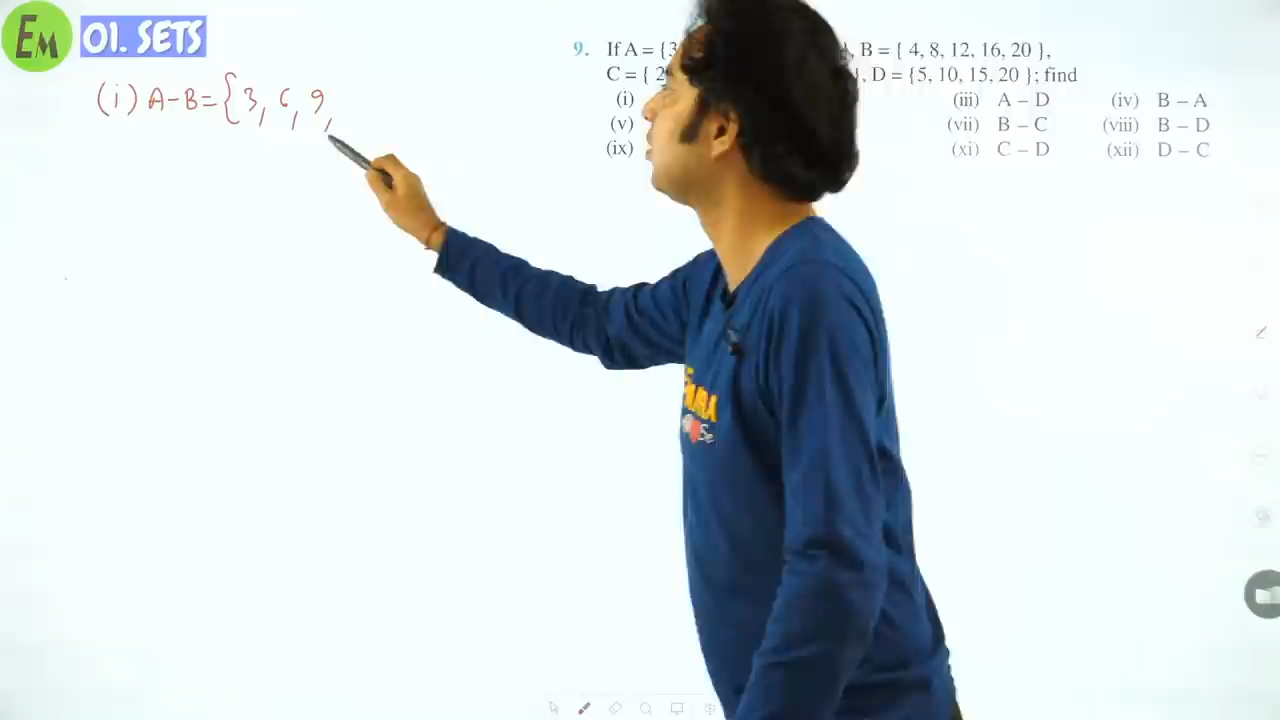 Em 01. SETS
9. If A = {3 }, B = { 4, 8, 12, 16, 20 },
C = { 2 }, D = {5, 10, 15, 20 }; find
(i) (iii) A – D (iv) B – A
(v) (vii) B – C (viii) B – D
(ix) (xi) C – D (xii) D – C
(i) A-B={3, 6, 9,